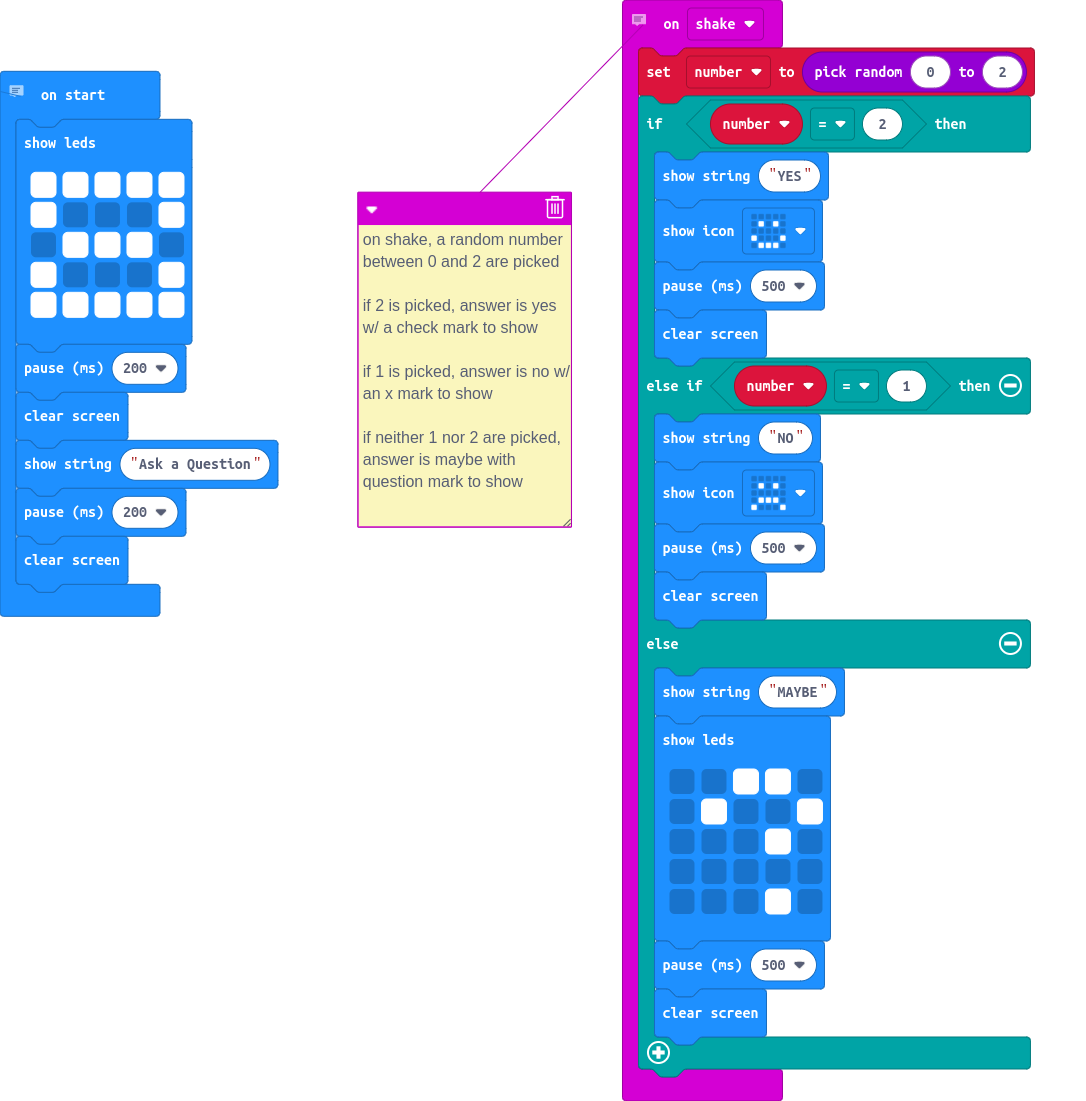 on start
show leds
pause (ms) 200
clear screen
show string "Ask a Question"
pause (ms) 200
clear screen
on shake, a random number
between 0 and 2 are picked
if 2 is picked, answer is yes
w/ a check mark to show
if 1 is picked, answer is no w/
an x mark to show
if neither 1 nor 2 are picked,
answer is maybe with
question mark to show
on shake
set number to pick random 0 to 2
if number = 2 then
show string "YES"
show icon
pause (ms) 500
clear screen
else if number = 1 then
show string "NO"
show icon
pause (ms) 500
clear screen
else
show string "MAYBE"
show leds
pause (ms) 500
clear screen